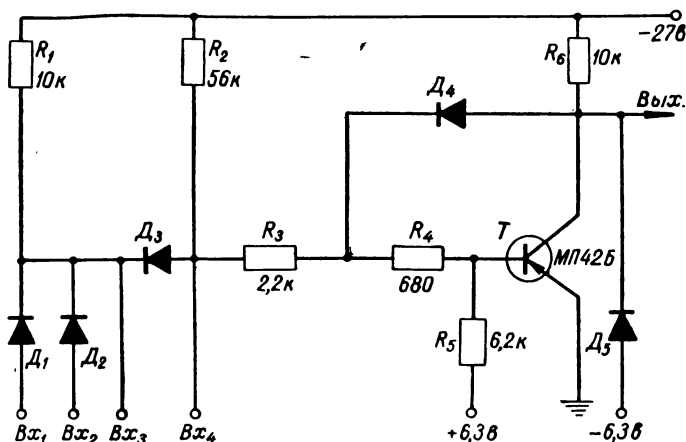 −27в
R₁
10к
R₂
56к
R₆
10к
Д₄
Вых.
Д₃
R₃
2,2к
R₄
680
Т
МП42Б
Д₁
Д₂
R₅
6,2к
Д₅
Вх₁
Вх₂
Вх₃
Вх₄
+6,3в
−6,3в